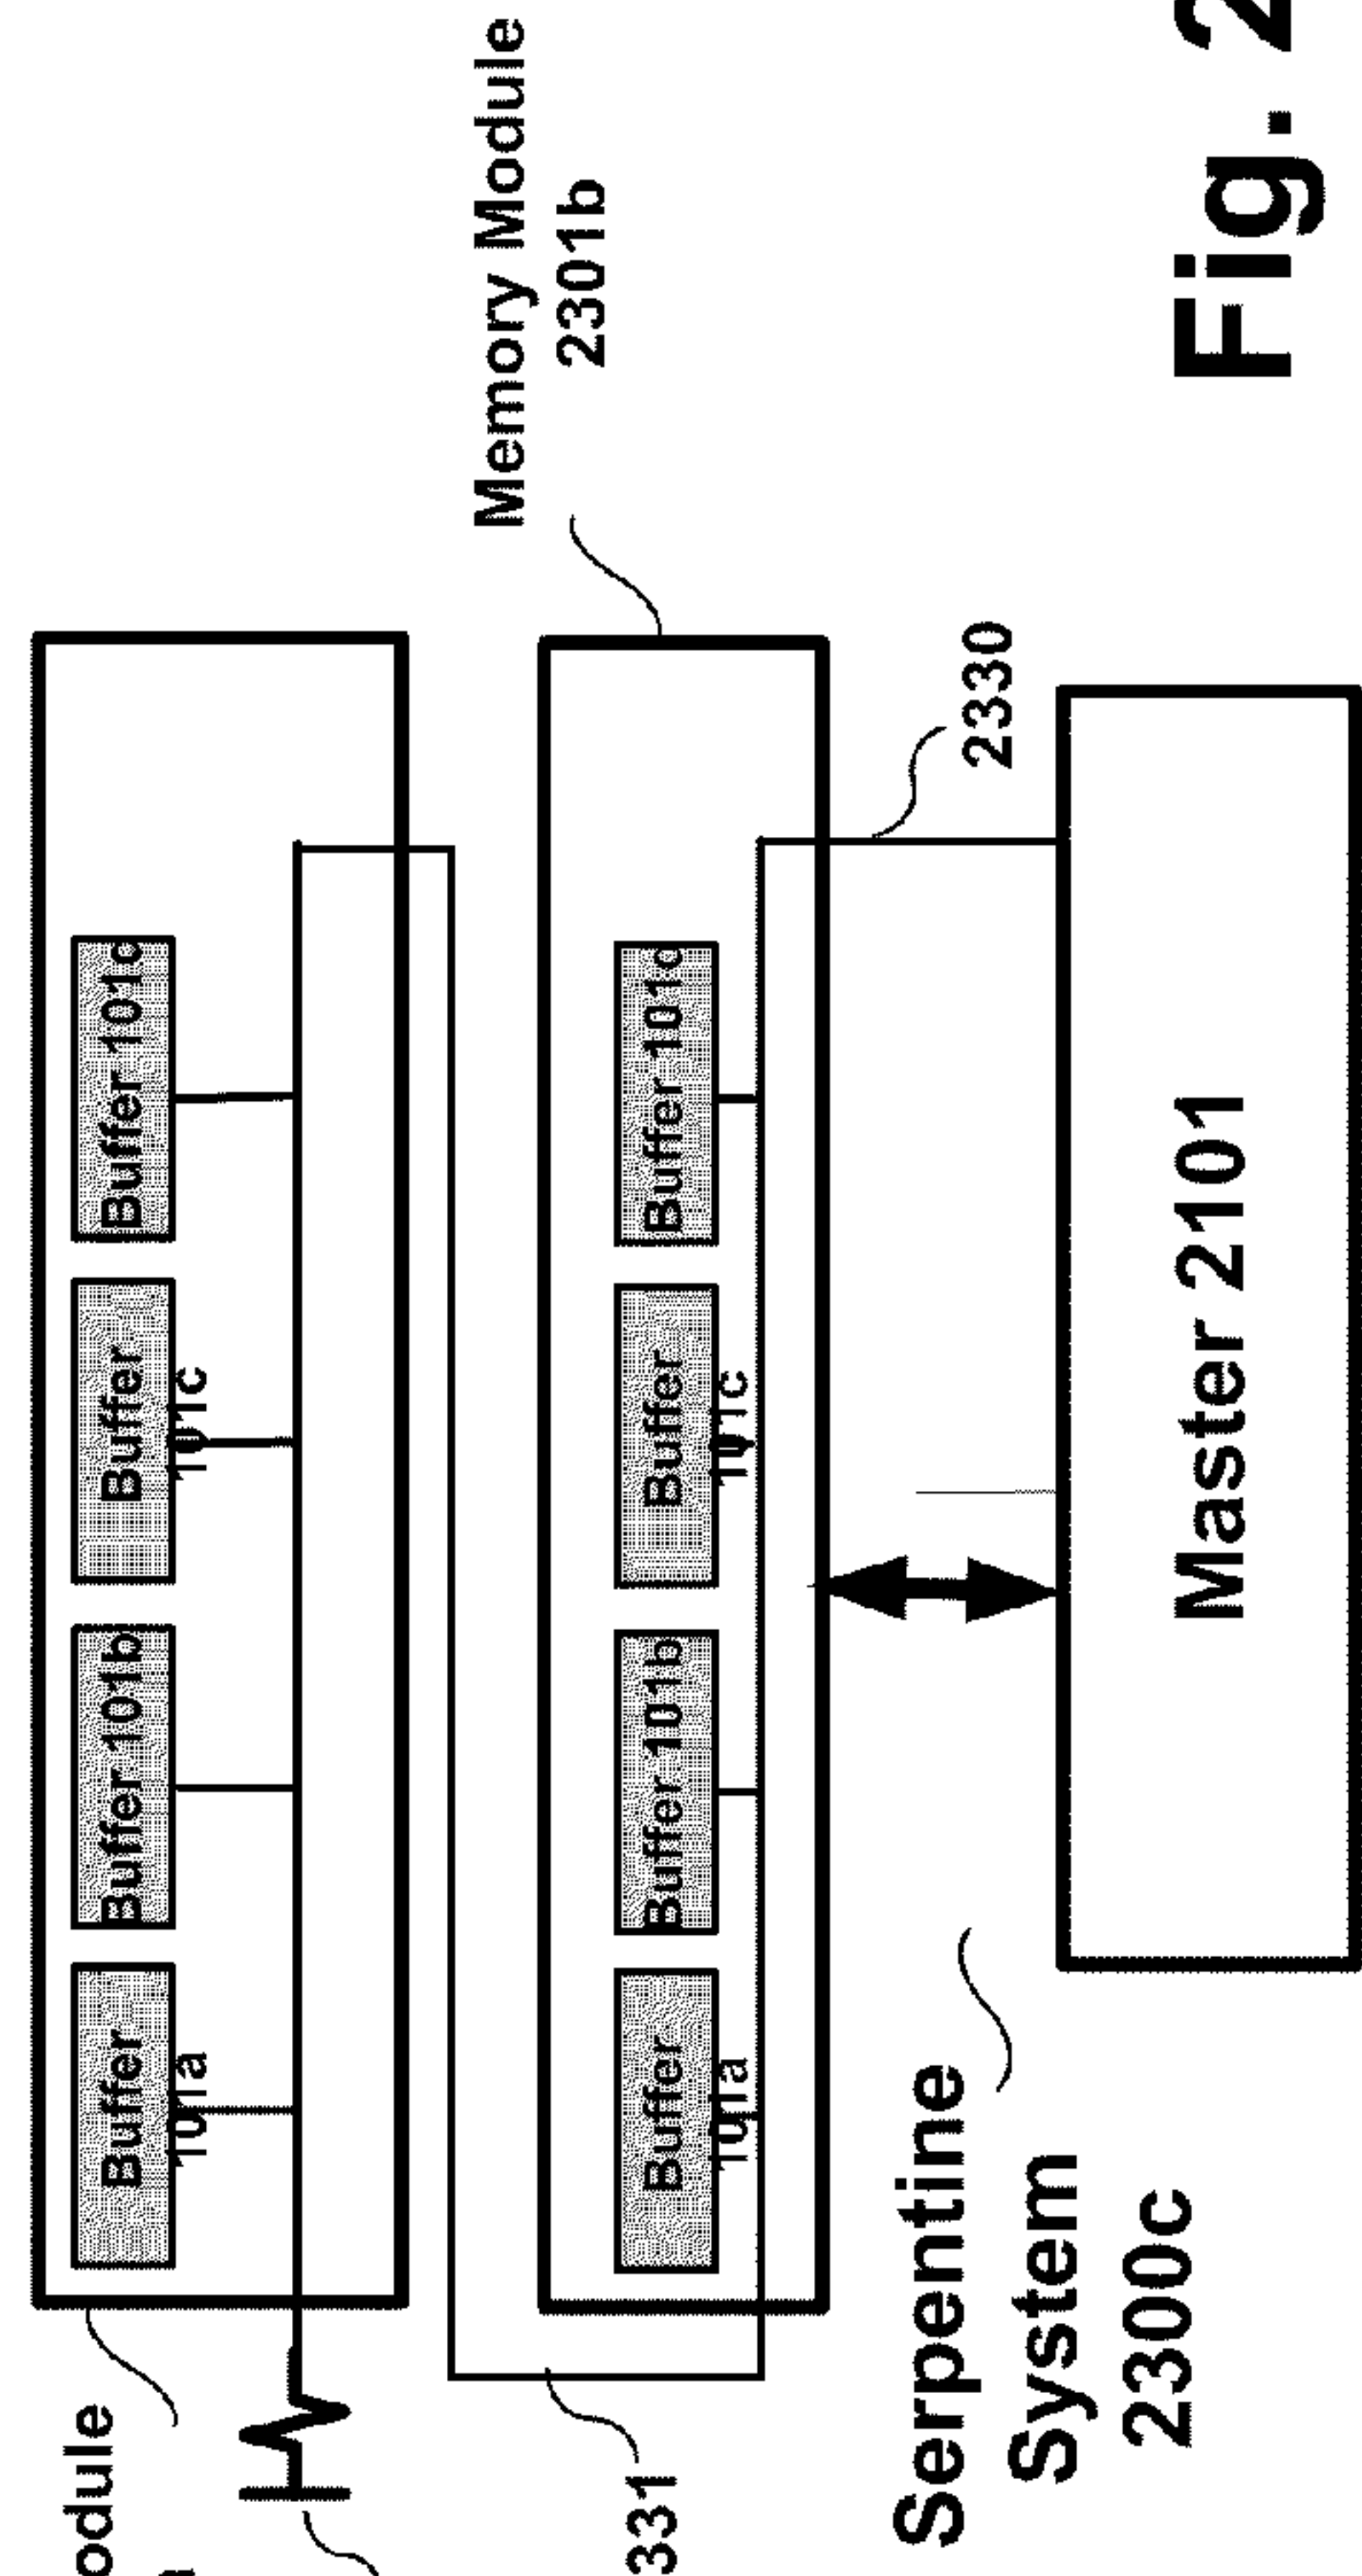 odule
Buffer
101a
Buffer 101b
Buffer
101c
Buffer 101c
Memory Module
2301b
331
Buffer
101a
Buffer 101b
Buffer
101c
Buffer 101d
2330
Serpentine
System
2300c
Master 2101
Fig. 2